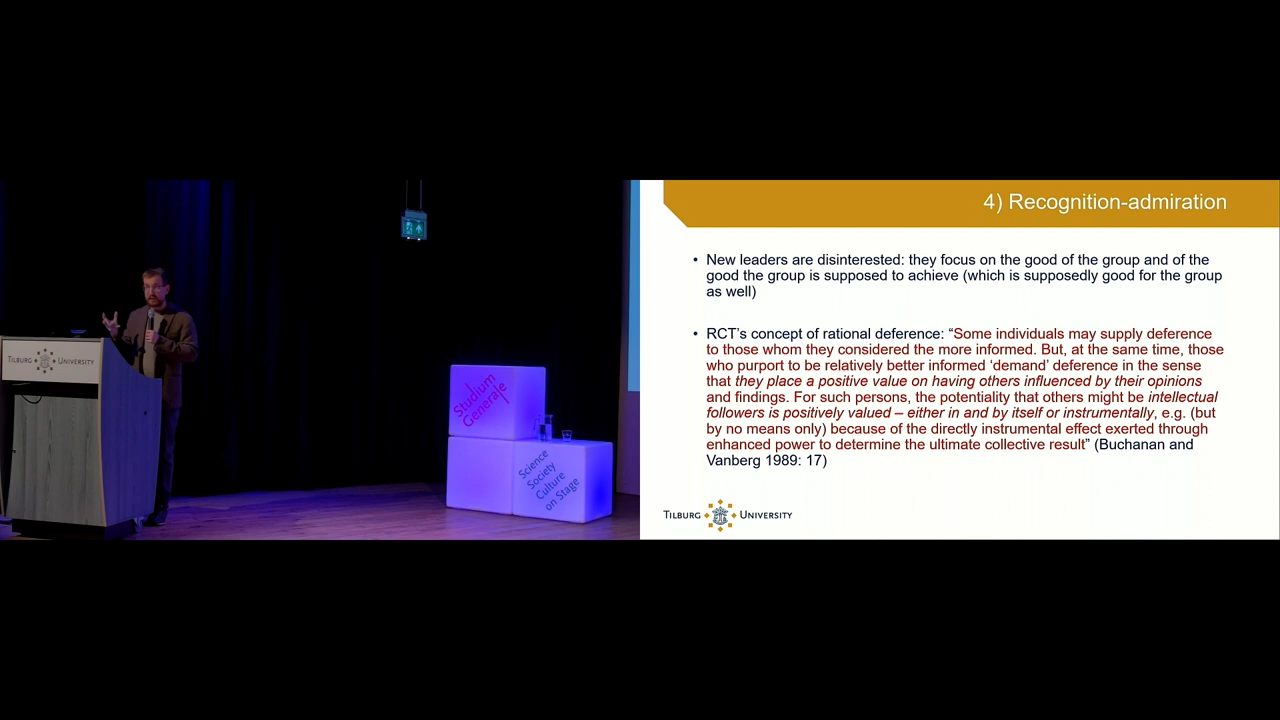 TILBURG UNIVERSITY
Studium
Generale
Science
Society
Culture
on Stage
4) Recognition-admiration
• New leaders are disinterested: they focus on the good of the group and of the
good the group is supposed to achieve (which is supposedly good for the group
as well)
• RCT's concept of rational deference: “Some individuals may supply deference
to those whom they considered the more informed. But, at the same time, those
who purport to be relatively better informed ‘demand’ deference in the sense
that they place a positive value on having others influenced by their opinions
and findings. For such persons, the potentiality that others might be intellectual
followers is positively valued – either in and by itself or instrumentally, e.g. (but
by no means only) because of the directly instrumental effect exerted through
enhanced power to determine the ultimate collective result” (Buchanan and
Vanberg 1989: 17)
TILBURG UNIVERSITY